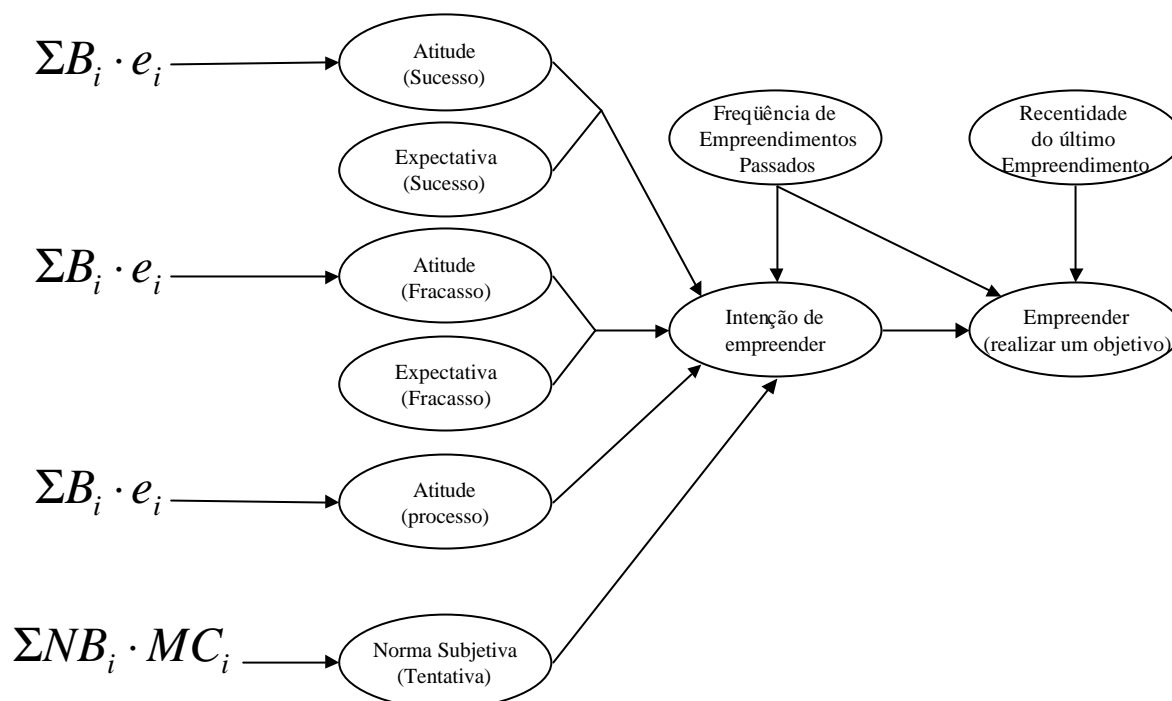 ΣB_i · e_i
Atitude
(Sucesso)
Expectativa
(Sucesso)
Freqüência de
Empreendimentos
Passados
Recentidade
do último
Empreendimento
ΣB_i · e_i
Atitude
(Fracasso)
Expectativa
(Fracasso)
Intenção de
empreender
Empreender
(realizar um objetivo)
ΣB_i · e_i
Atitude
(processo)
ΣNB_i · MC_i
Norma Subjetiva
(Tentativa)